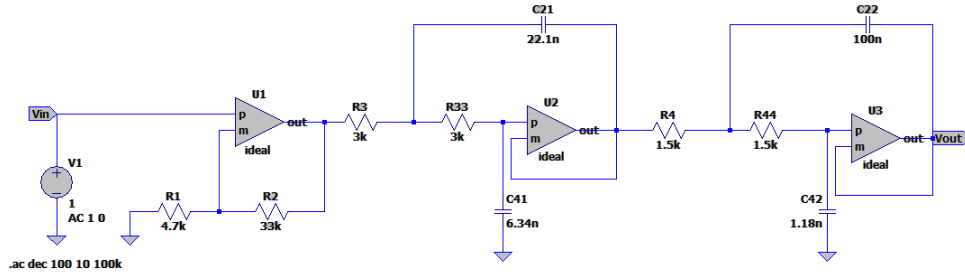 C21
22.1n
C22
100n
Vin
U1
p
m
out
ideal
R3
3k
R33
3k
U2
p
m
out
ideal
R4
1.5k
R44
1.5k
U3
p
m
out
ideal
Vout
V1
1
AC 1 0
R1
4.7k
R2
33k
C41
6.34n
C42
1.18n
.ac dec 100 10 100k